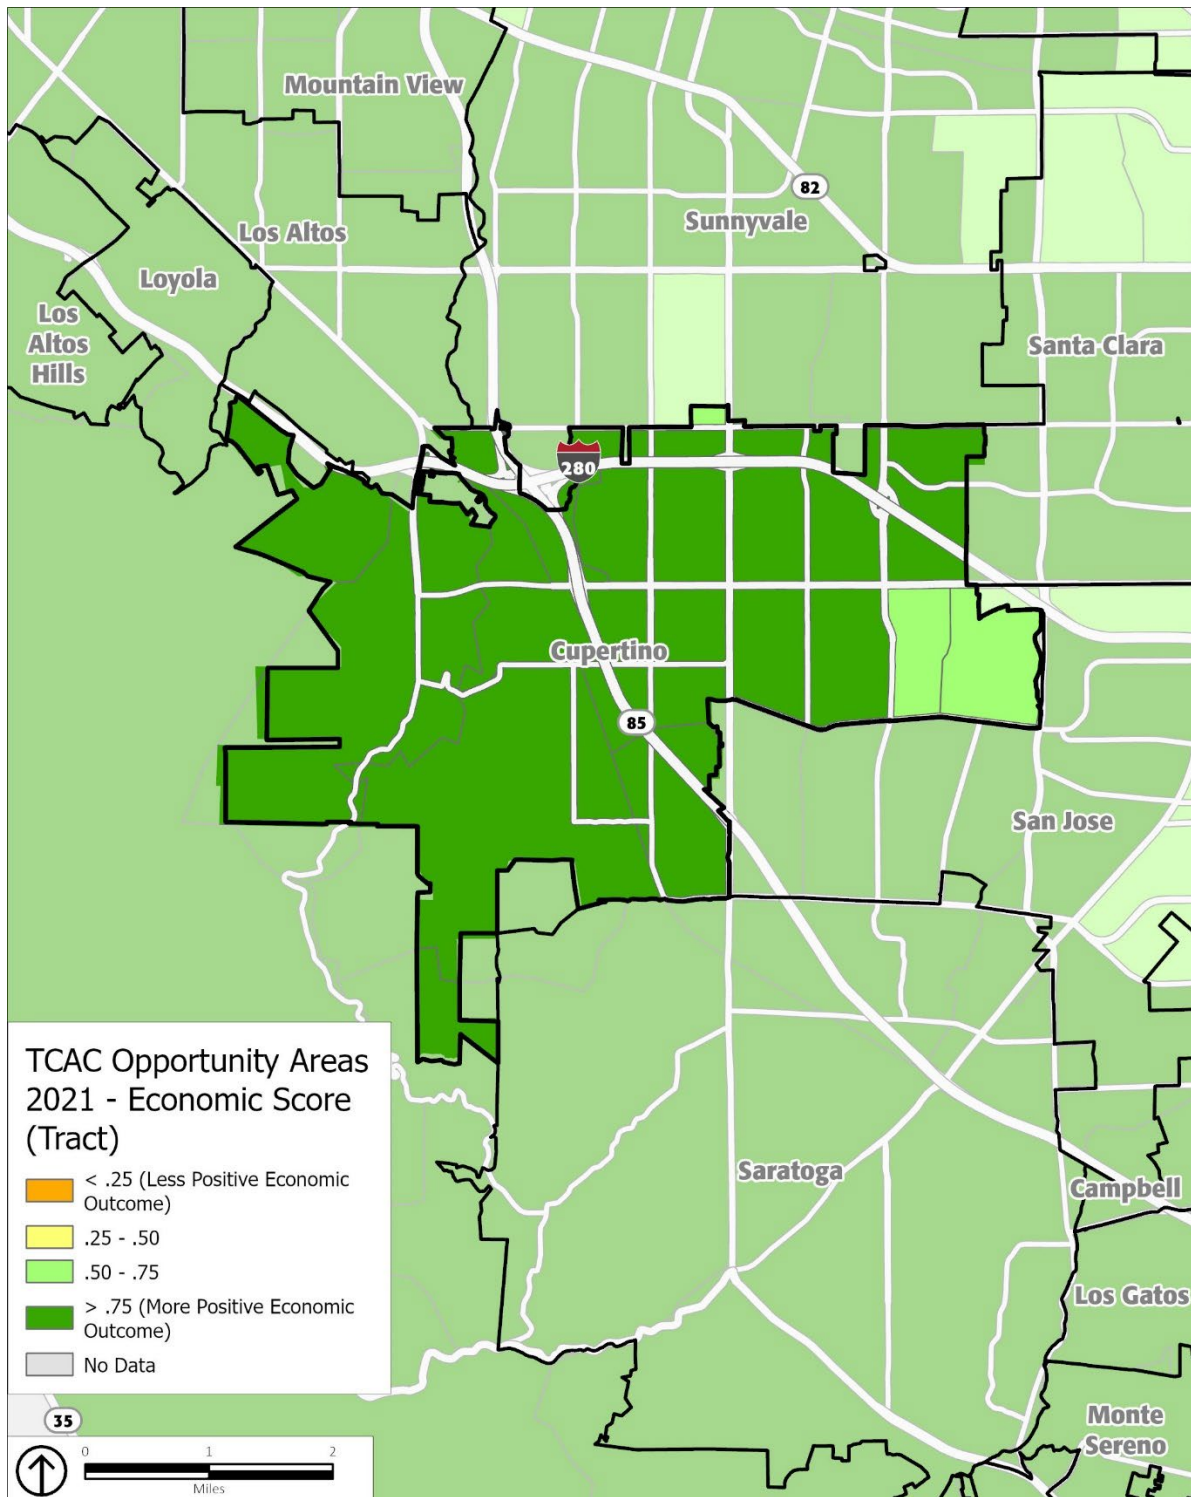 Mountain View
82
Sunnyvale
Los Altos
Loyola
Los
Altos
Hills
Santa Clara
280
Cupertino
85
San Jose
TCAC Opportunity Areas
2021 - Economic Score
(Tract)
< .25 (Less Positive Economic
Outcome)
.25 - .50
.50 - .75
> .75 (More Positive Economic
Outcome)
No Data
Saratoga
Campbell
Los Gatos
Monte
Sereno
35
0 1 2
Miles